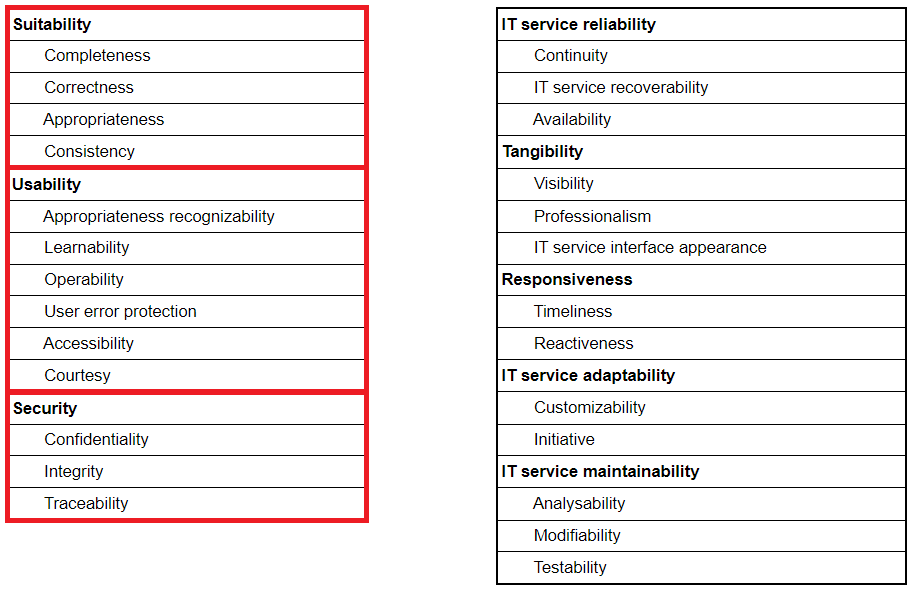 Suitability
Completeness
Correctness
Appropriateness
Consistency
Usability
Appropriateness recognizability
Learnability
Operability
User error protection
Accessibility
Courtesy
Security
Confidentiality
Integrity
Traceability
IT service reliability
Continuity
IT service recoverability
Availability
Tangibility
Visibility
Professionalism
IT service interface appearance
Responsiveness
Timeliness
Reactiveness
IT service adaptability
Customizability
Initiative
IT service maintainability
Analysability
Modifiability
Testability